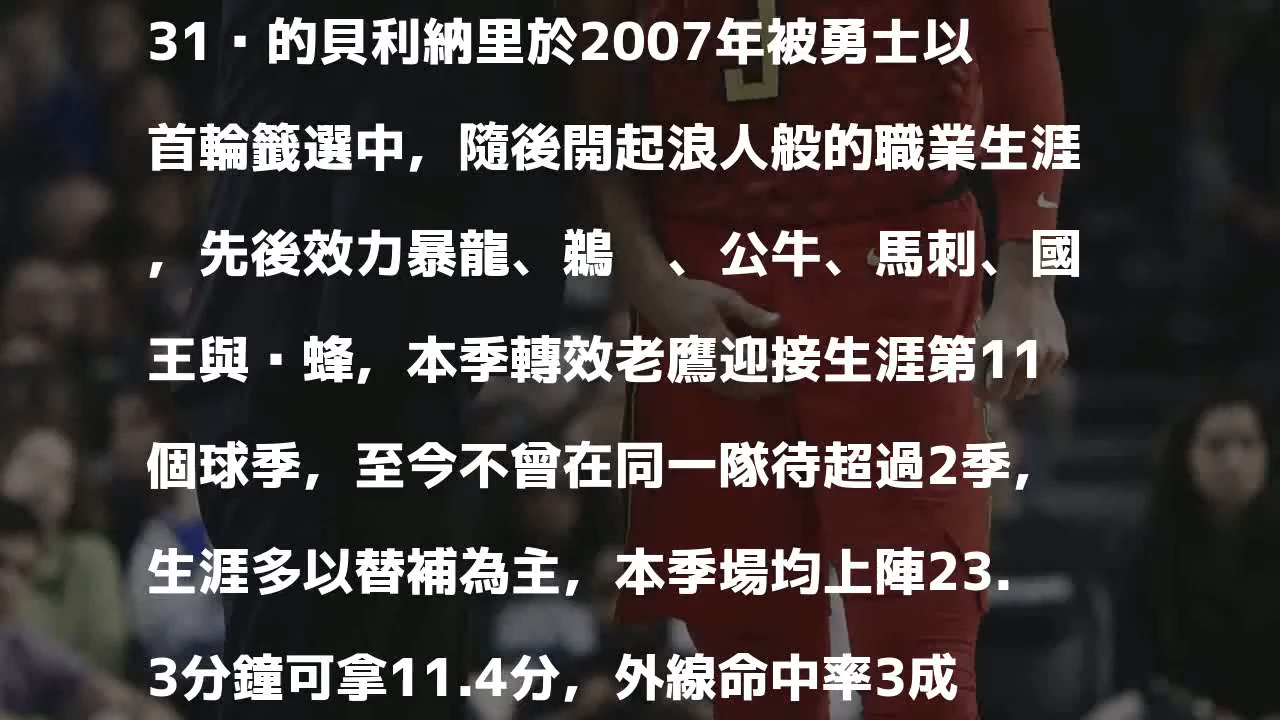 31·的貝利納里於2007年被勇士以
首輪籤選中，隨後開起浪人般的職業生涯
，先後效力暴龍、鵜　、公牛、馬刺、國
王與·蜂，本季轉效老鷹迎接生涯第11
個球季，至今不曾在同一隊待超過2季，
生涯多以替補為主，本季場均上陣23.
3分鐘可拿11.4分，外線命中率3成